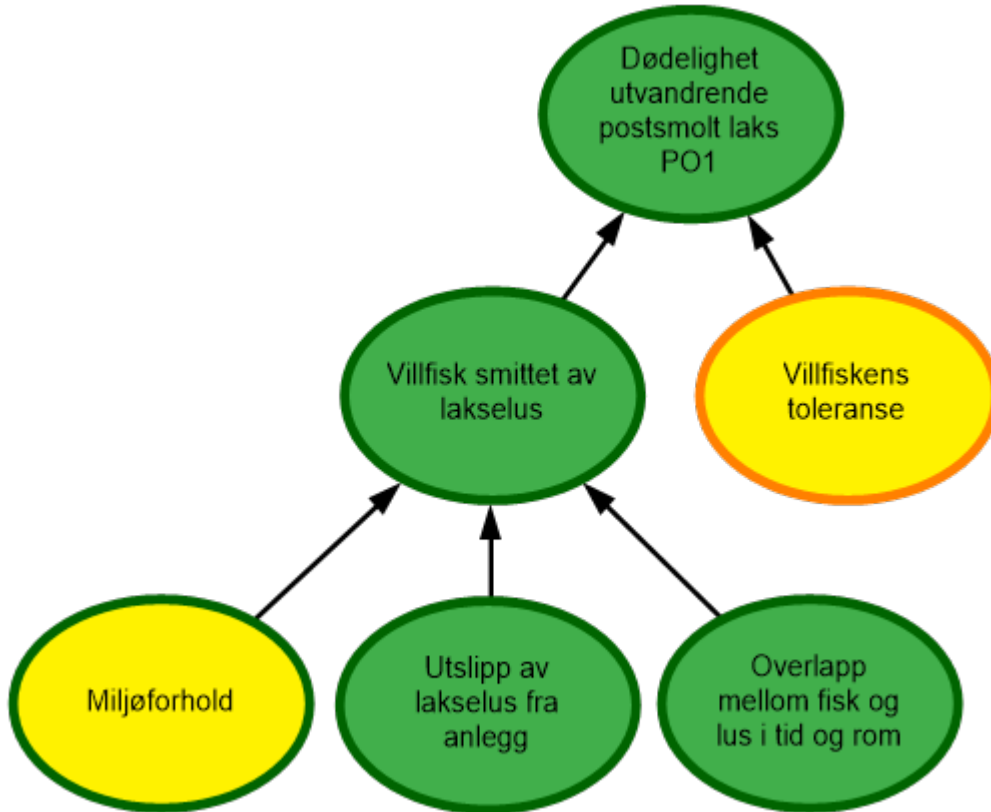 Dødelighet
utvandrende
postsmolt laks
PO1
Villfisk smittet av
lakselus
Villfiskens
toleranse
Miljøforhold
Utslipp av
lakselus fra
anlegg
Overlapp
mellom fisk og
lus i tid og rom